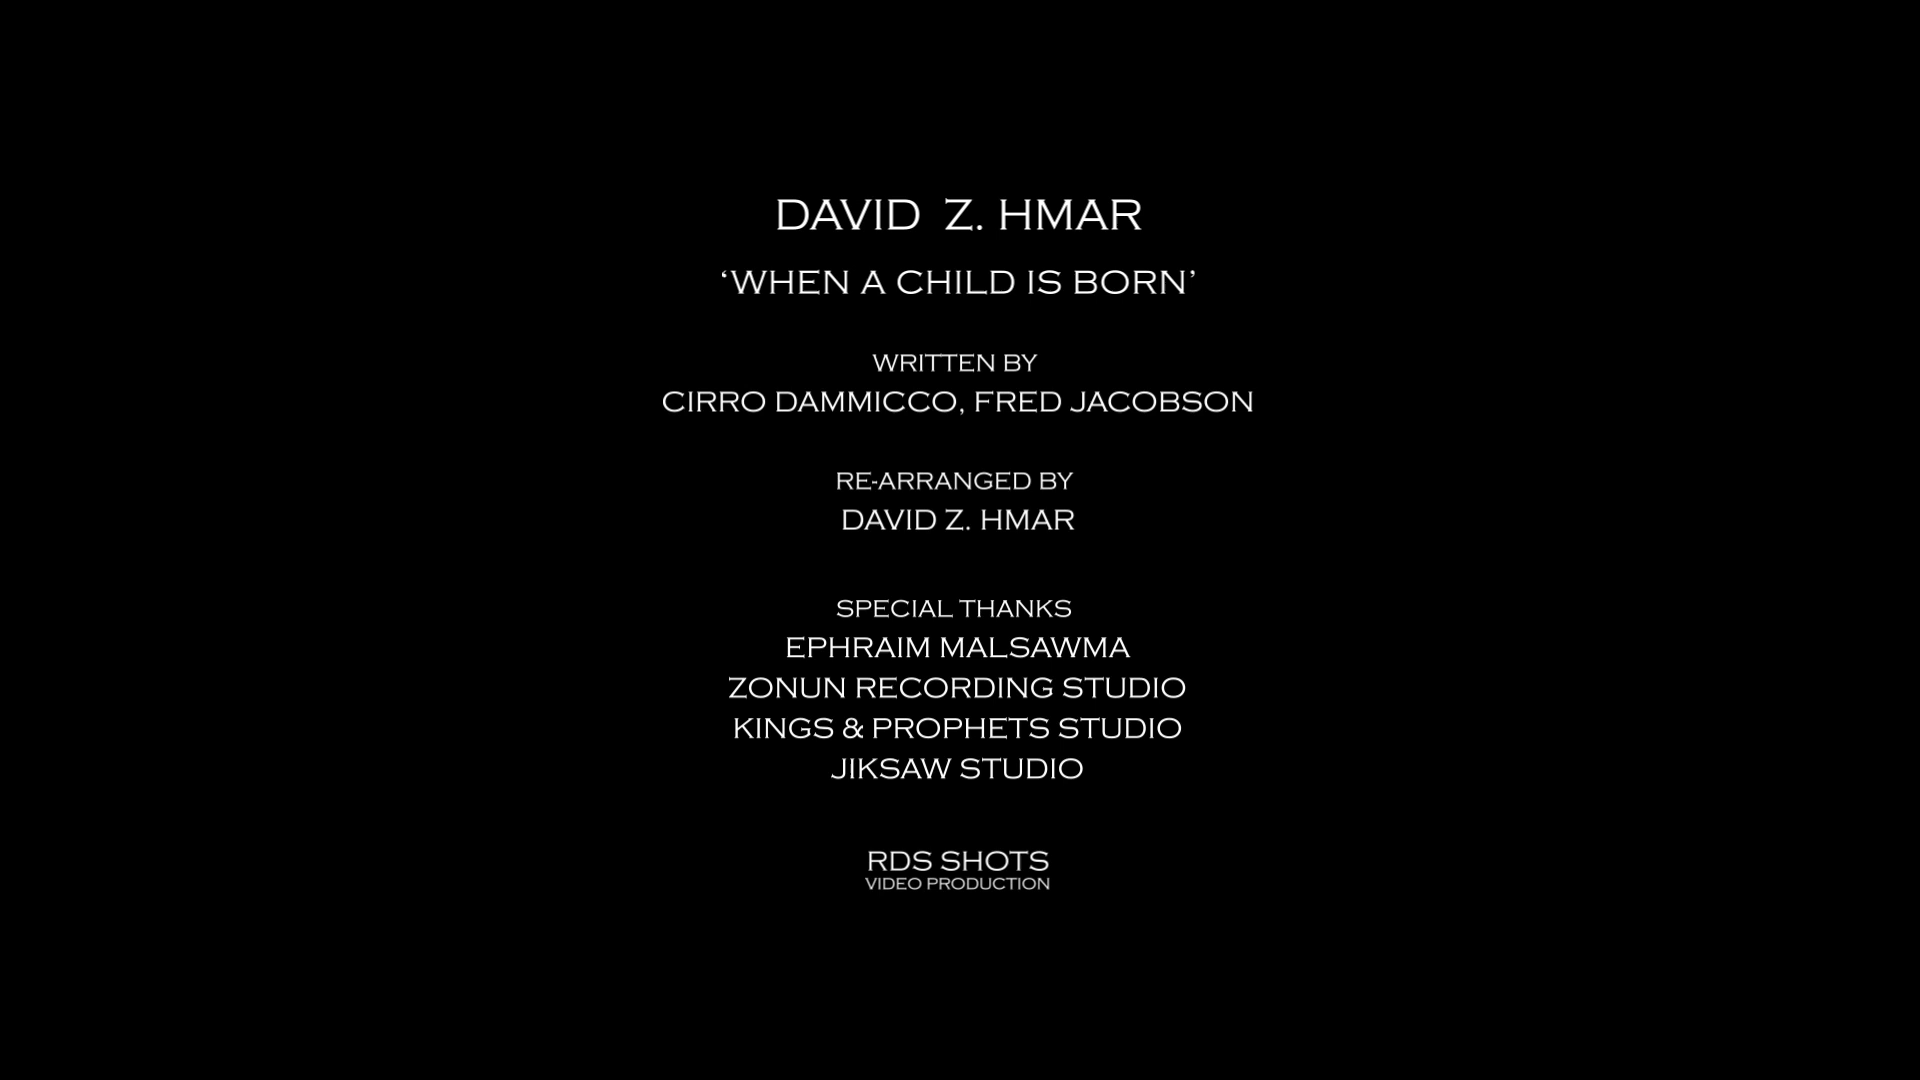 DAVID Z. HMAR
‘WHEN A CHILD IS BORN’
WRITTEN BY
CIRRO DAMMICCO, FRED JACOBSON
RE-ARRANGED BY
DAVID Z. HMAR
SPECIAL THANKS
EPHRAIM MALSAWMA
ZONUN RECORDING STUDIO
KINGS & PROPHETS STUDIO
JIKSAW STUDIO
RDS SHOTS
VIDEO PRODUCTION